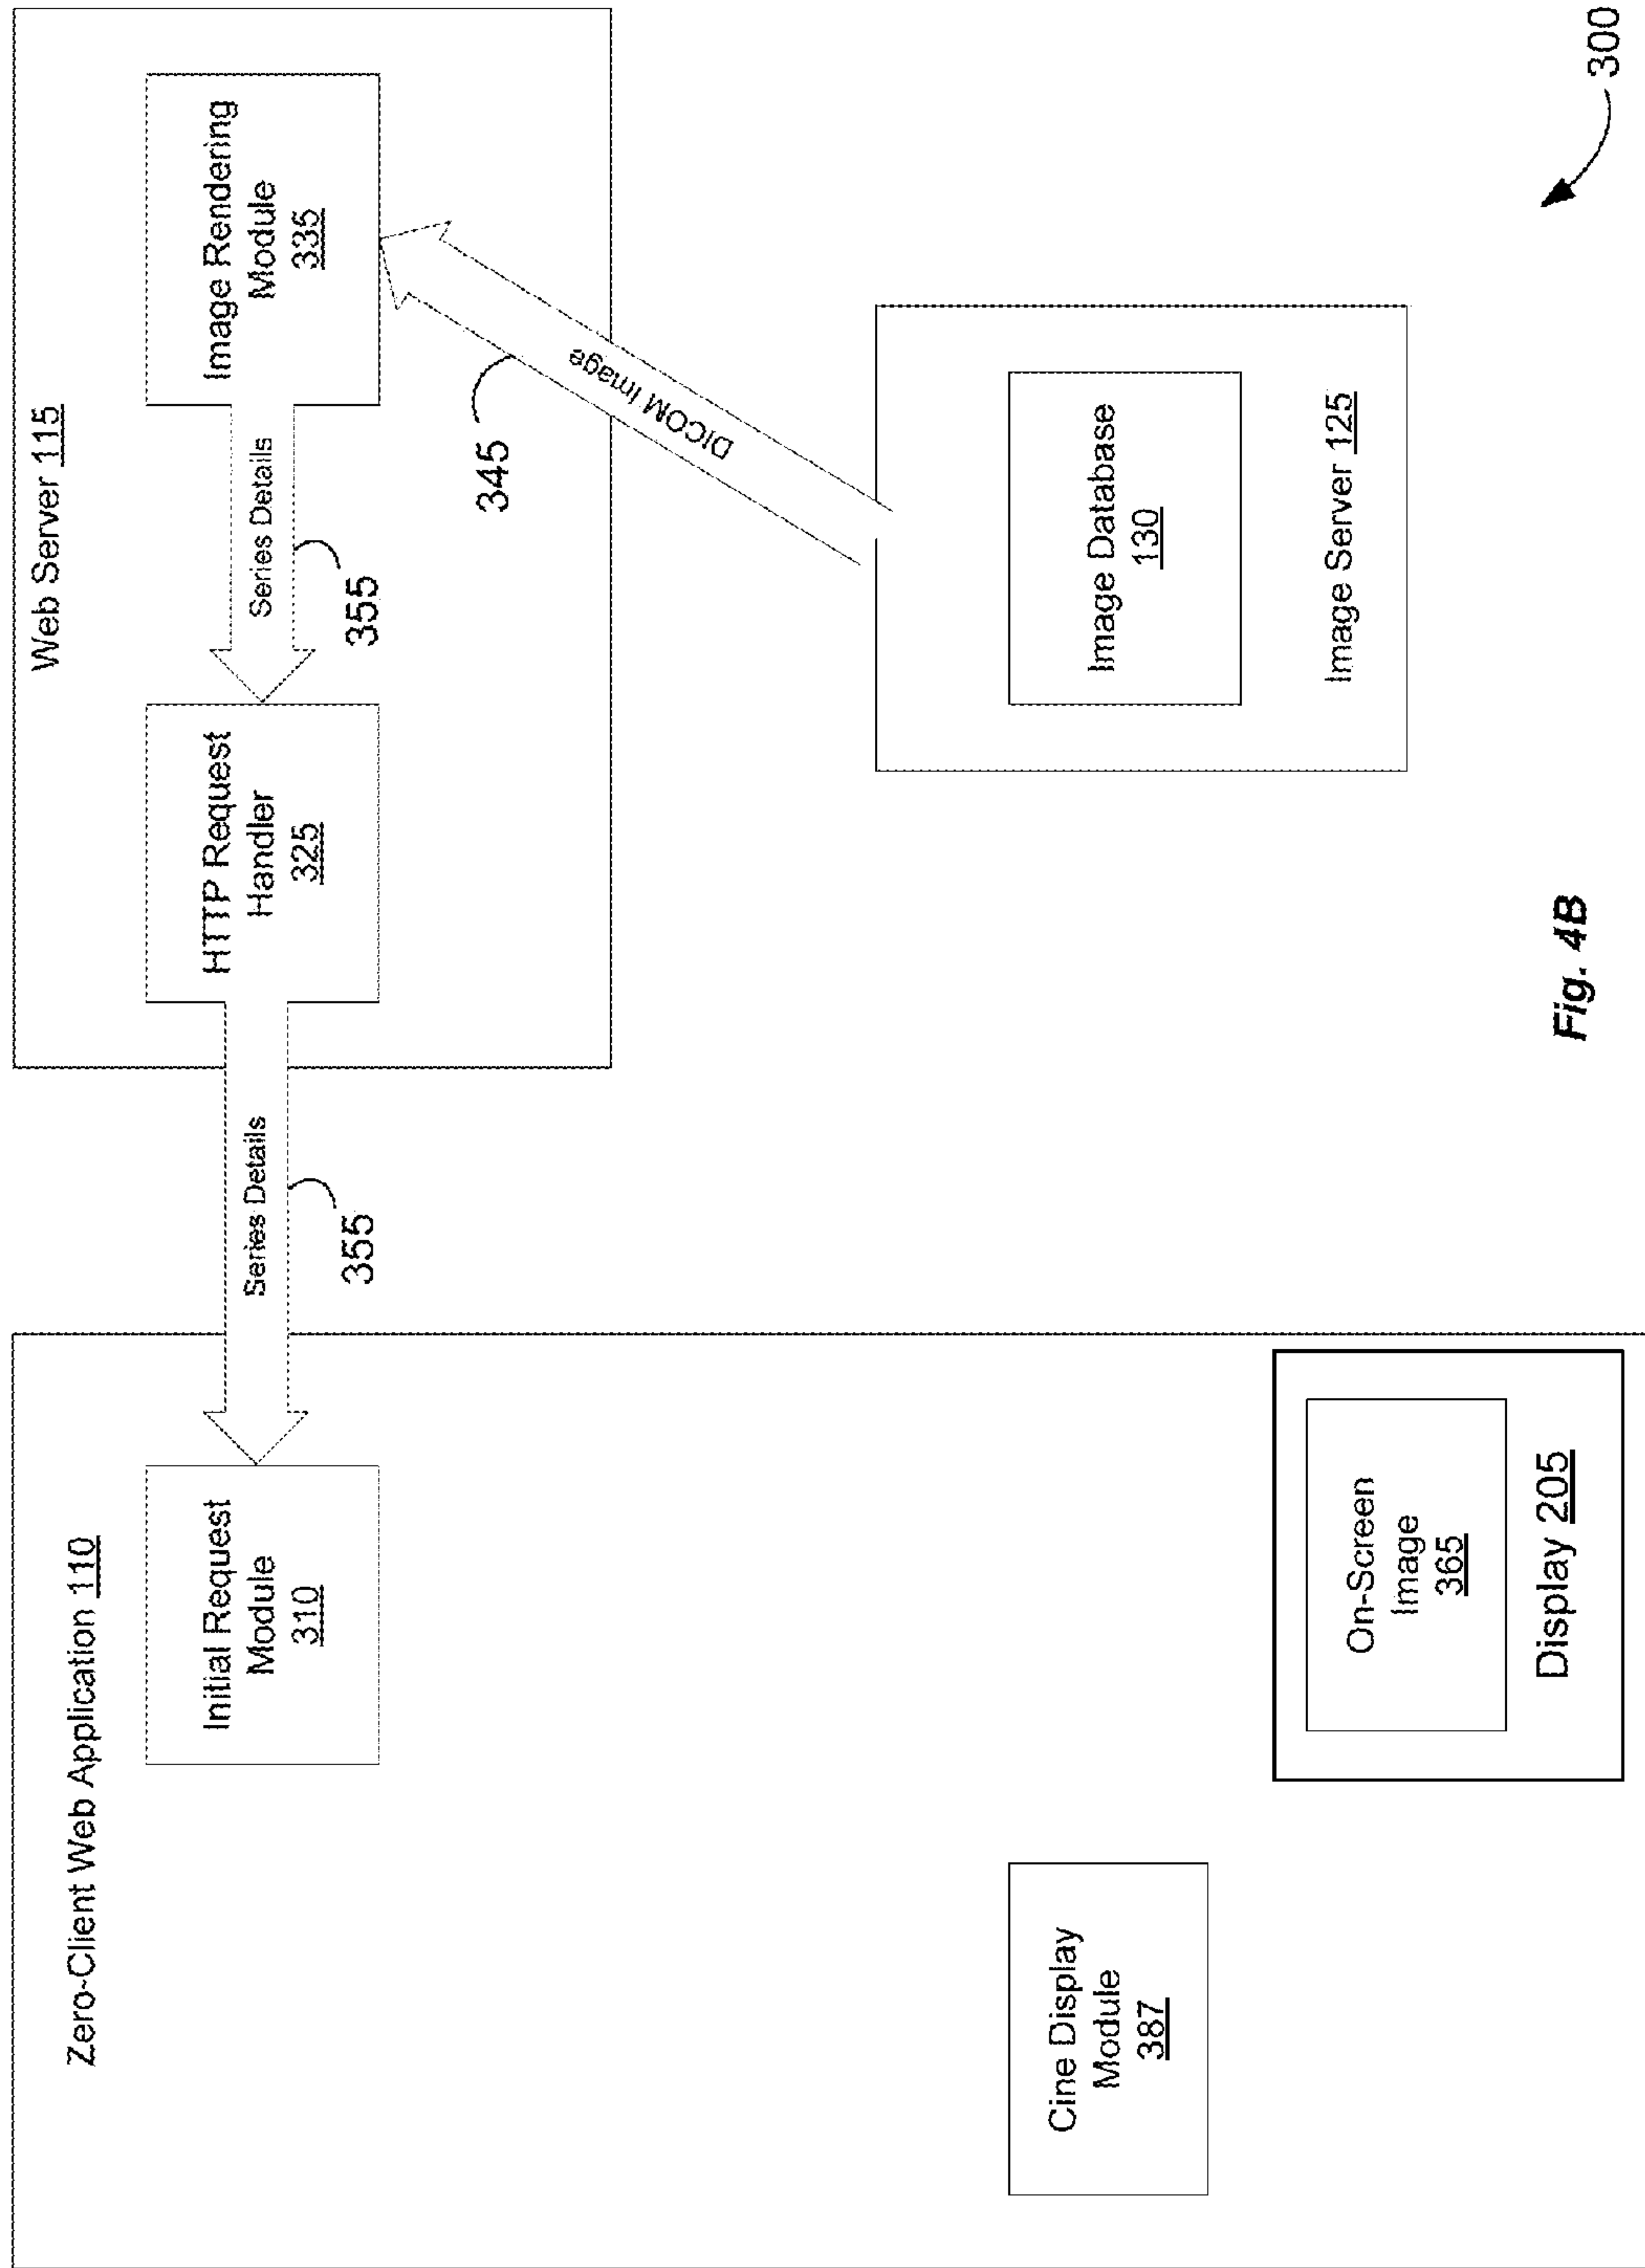 Zero-Client Web Application 110
Initial Request
Module
310
Series Details
355
Web Server 115
HTTP Request
Handler
325
Series Details
355
Image Rendering
Module
335
345
DICOM Image
Cine Display
Module
387
On-Screen
Image
365
Display 205
Image Database
130
Image Server 125
300
Fig. 4B